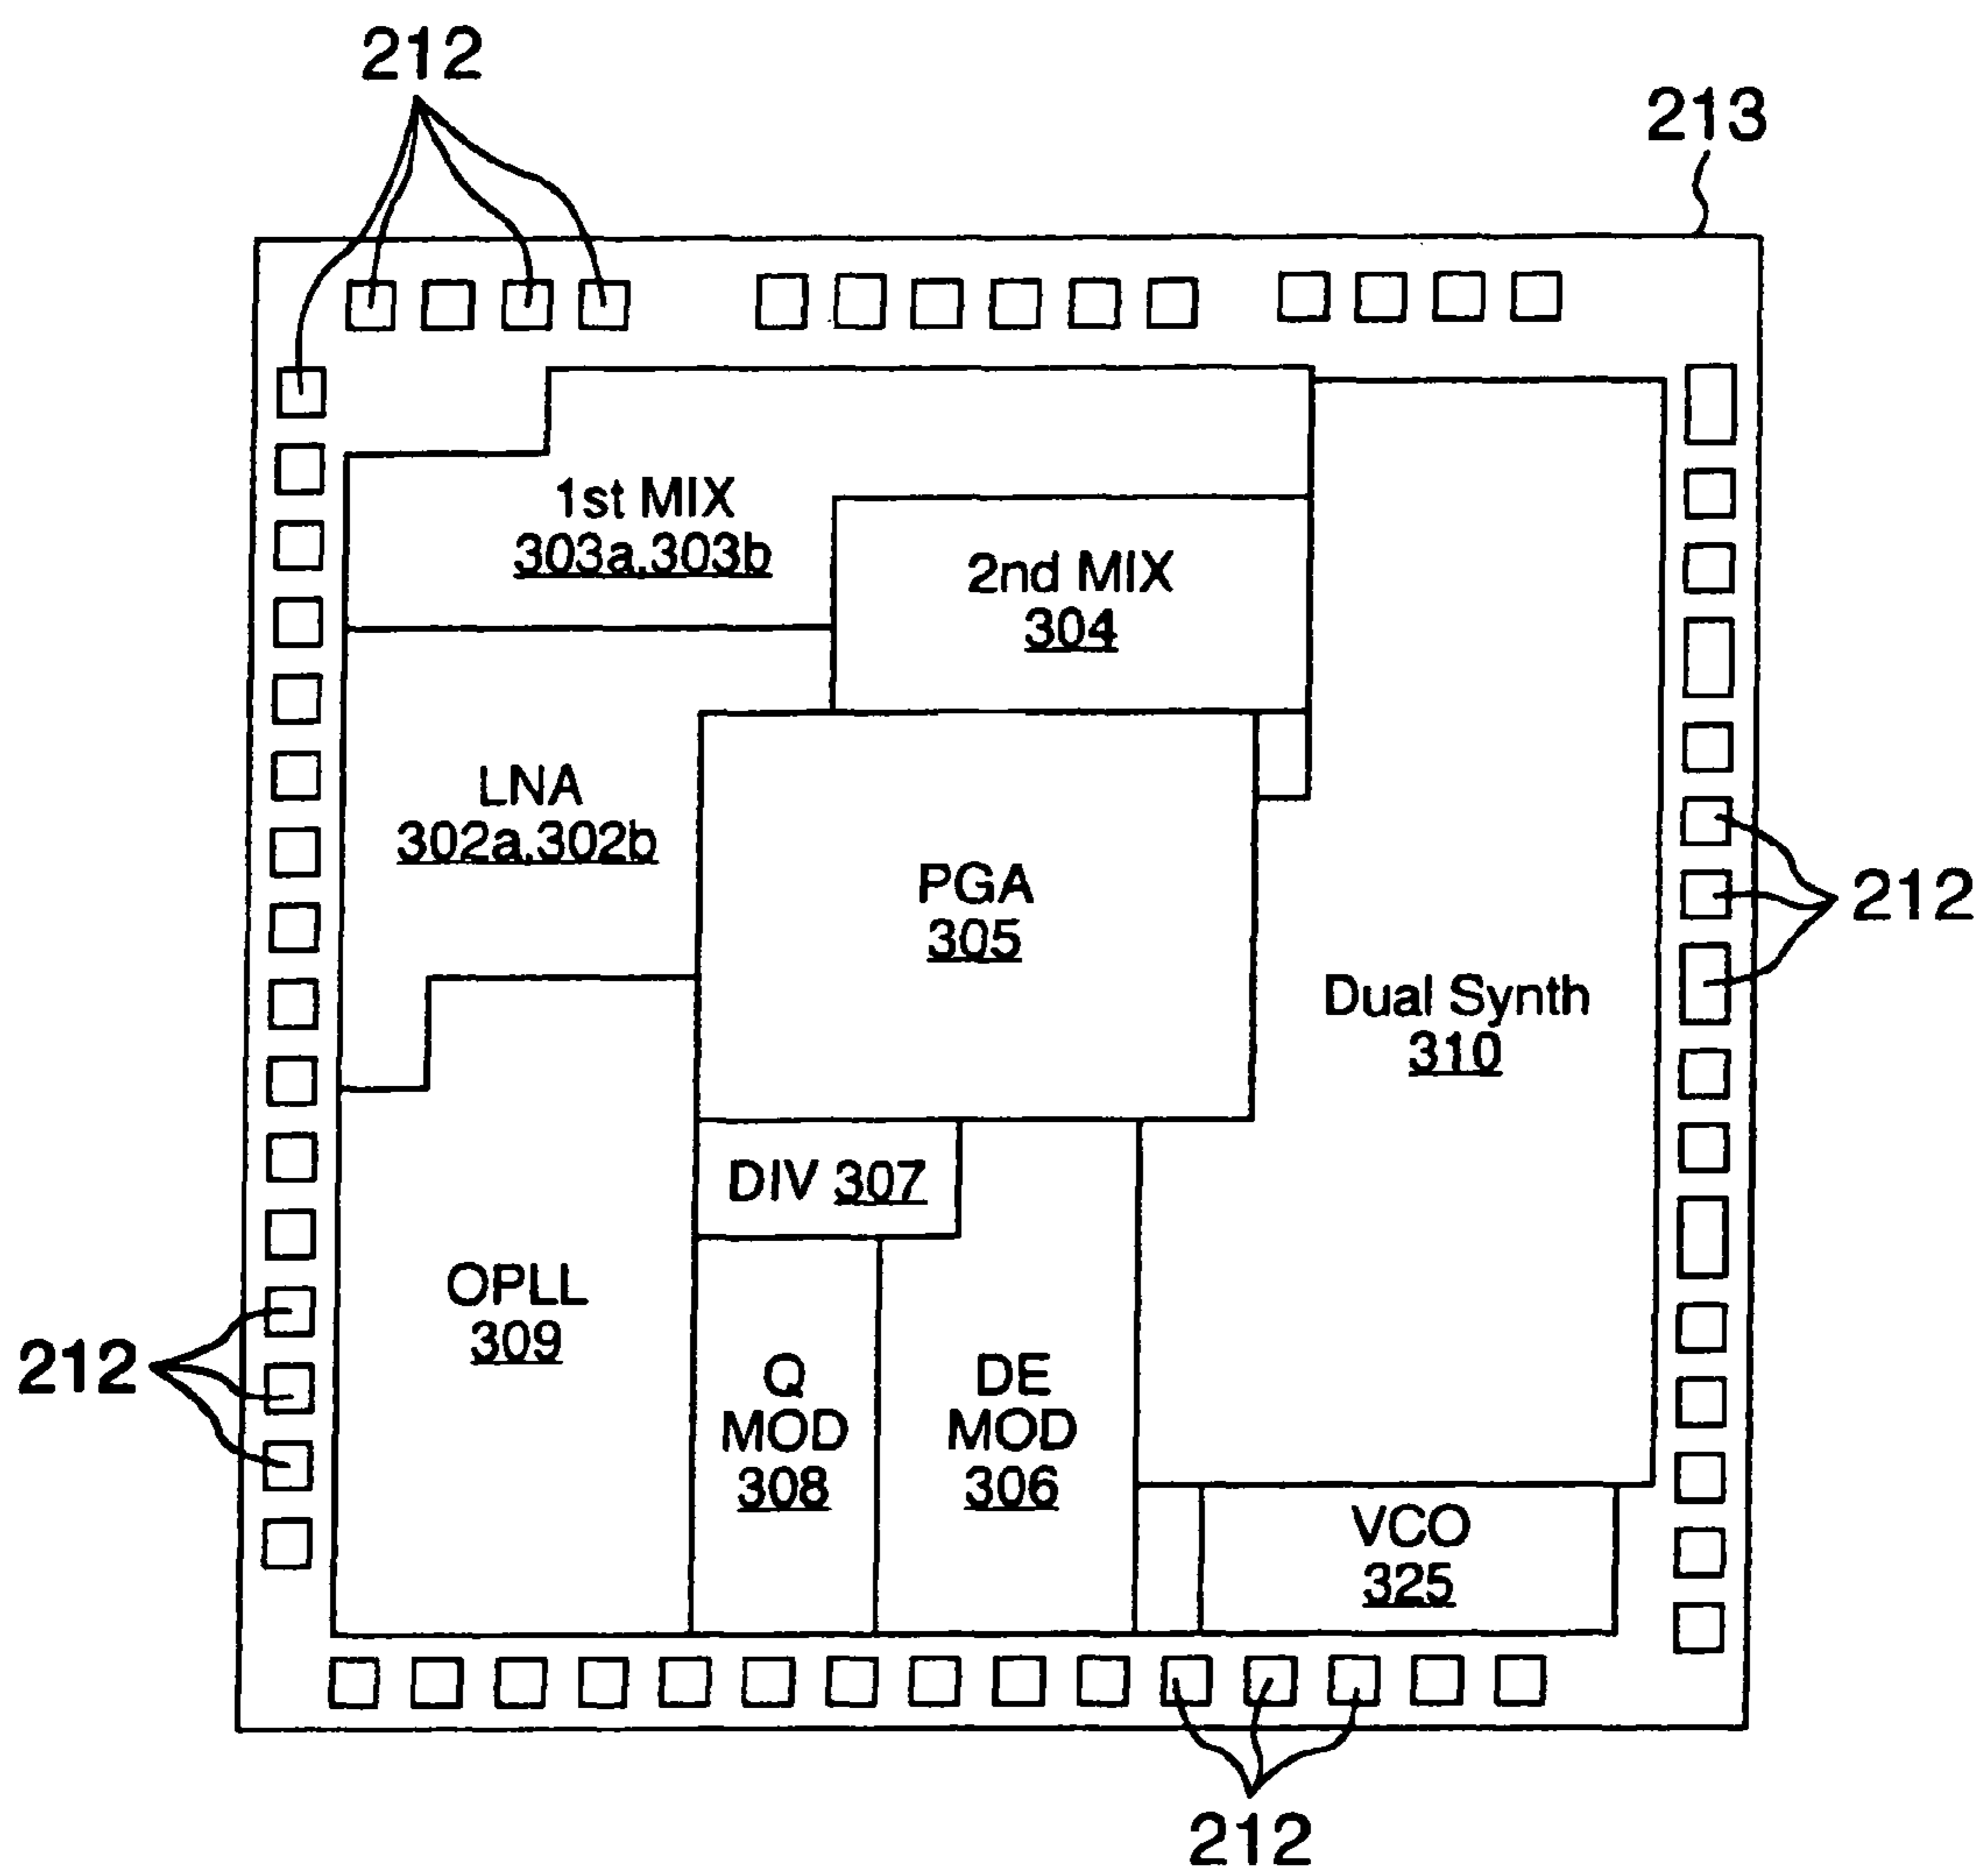 212
213
1st MIX
303a,303b
2nd MIX
304
LNA
302a,302b
PGA
305
212
Dual Synth
310
DIV 307
OPLL
309
212
Q
MOD
308
DE
MOD
306
VCO
325
212